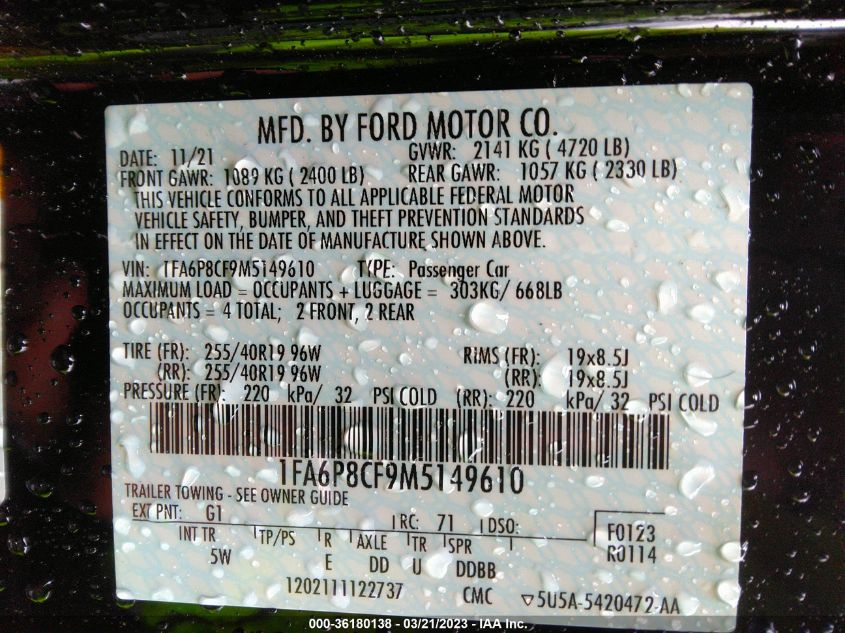 MFD. BY FORD MOTOR CO.
DATE: 11/21 GVWR: 2141 KG ( 4720 LB)
FRONT GAWR: 1089 KG ( 2400 LB) REAR GAWR: 1057 KG ( 2330 LB)
THIS VEHICLE CONFORMS TO ALL APPLICABLE FEDERAL MOTOR
VEHICLE SAFETY, BUMPER, AND THEFT PREVENTION STANDARDS
IN EFFECT ON THE DATE OF MANUFACTURE SHOWN ABOVE.
VIN: 1FA6P8CF9M5149610 TYPE: Passenger Car
MAXIMUM LOAD = OCCUPANTS + LUGGAGE = 303KG/ 668LB
OCCUPANTS = 4 TOTAL; 2 FRONT, 2 REAR
TIRE (FR): 255/40R19 96W RIMS (FR): 19x8.5J
(RR): 255/40R19 96W (RR): 19x8.5J
PRESSURE (FR): 220 kPa/ 32 PSI COLD (RR): 220 kPa/ 32 PSI COLD
1FA6P8CF9M5149610
TRAILER TOWING - SEE OWNER GUIDE
EXT PNT: G1 RC: 71 DSO: F0123
INT TR TP/PS R AXLE TR SPR R0114
5W E DD U DDBB
1202111122737 CMC ▽5U5A-5420472-AA
000-36180138 - 03/21/2023 - IAA Inc.